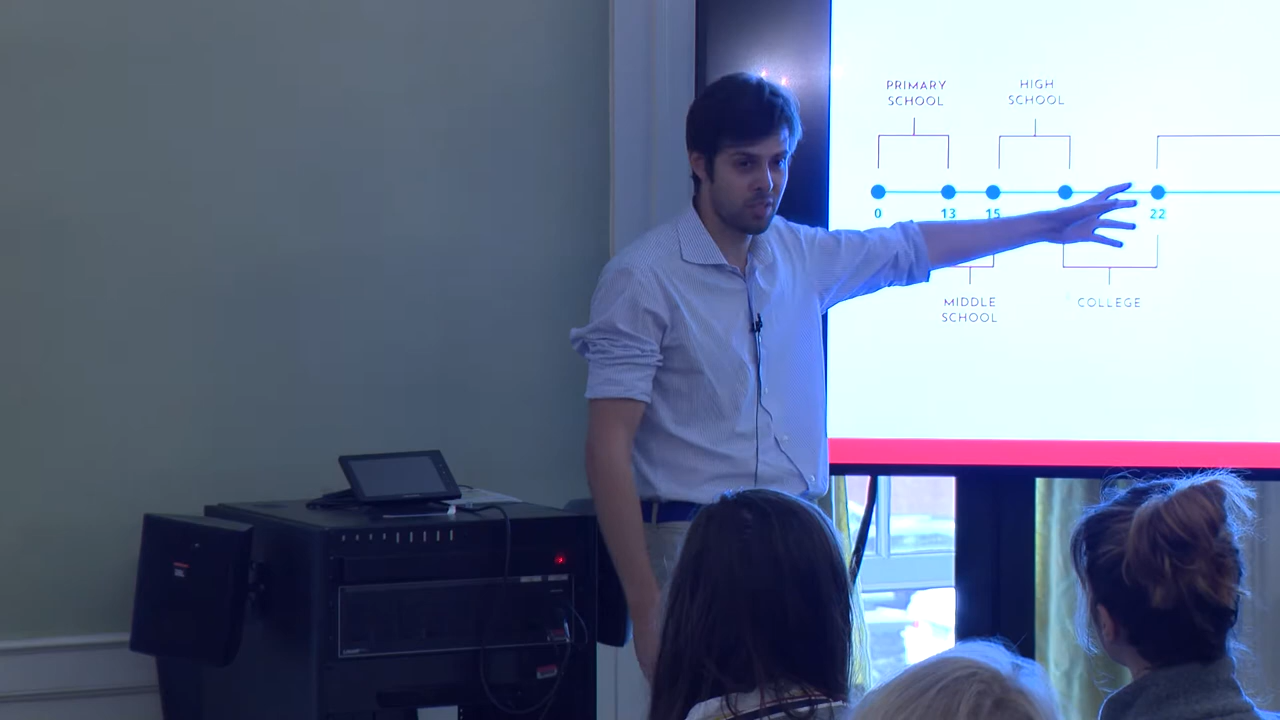 PRIMARY
SCHOOL
HIGH
SCHOOL
0
13
15
22
MIDDLE
SCHOOL
COLLEGE